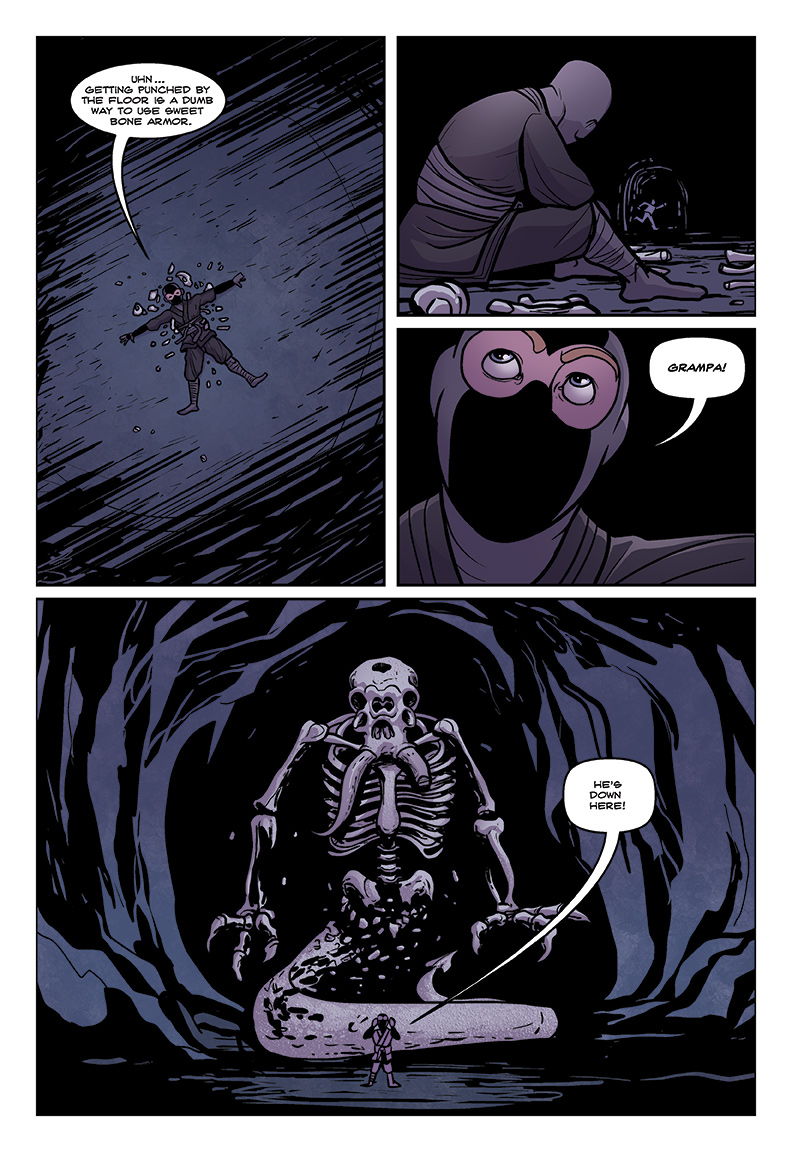 UHN...
GETTING PUNCHED BY
THE FLOOR IS A DUMB
WAY TO USE SWEET
BONE ARMOR.
GRAMPA!
HE'S
DOWN
HERE!